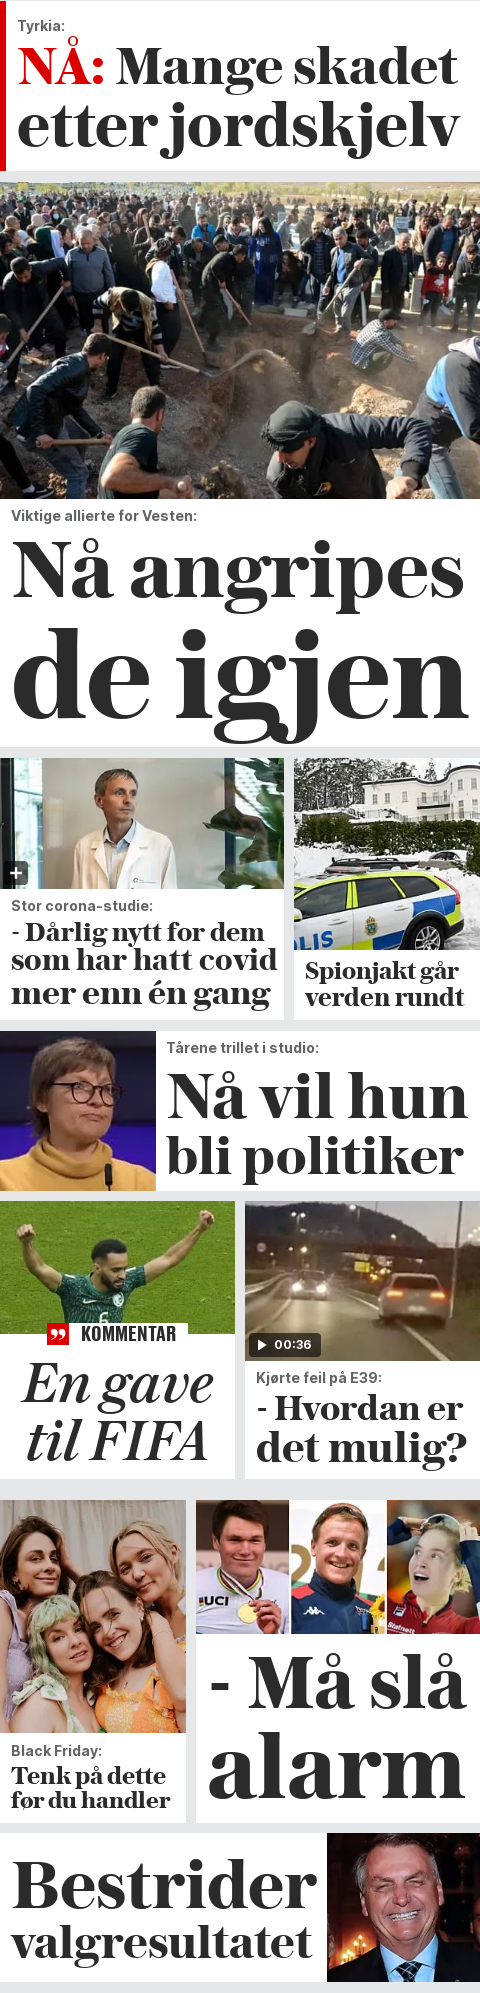 Tyrkia:
NÅ: Mange skadet
etter jordskjelv
Viktige allierte for Vesten:
Nå angripes
de igjen
Stor corona-studie:
- Dårlig nytt for dem
som har hatt covid
mer enn én gang
LIS
Spionjakt går
verden rundt
Tårene trillet i studio:
Nå vil hun
bli politiker
6
KOMMENTAR
En gave
til FIFA
00:36
Kjørte feil på E39:
- Hvordan er
det mulig?
Black Friday:
Tenk på dette
før du handler
UCI
Statnett
- Må slå
alarm
Bestrider
valgresultatet